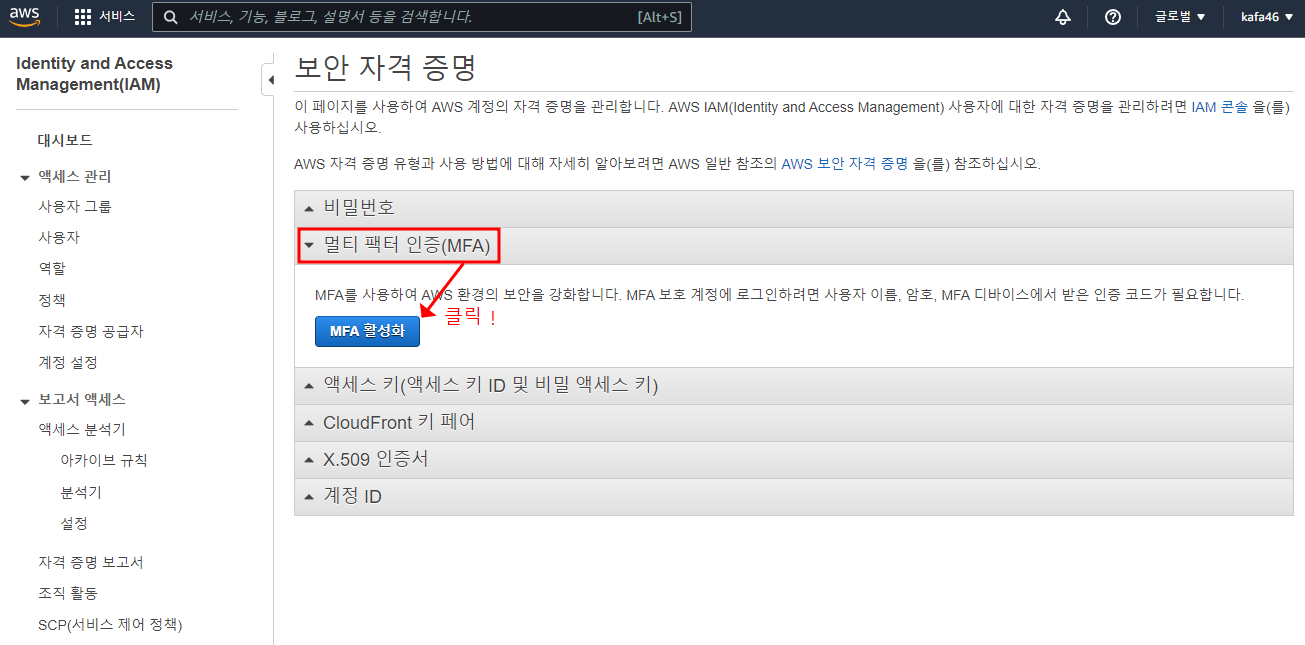 aws
서비스
서비스, 기능, 블로그, 설명서 등을 검색합니다.
[Alt+S]
글로벌
kafa46
Identity and Access
Management(IAM)
대시보드
액세스 관리
사용자 그룹
사용자
역할
정책
자격 증명 공급자
계정 설정
보고서 액세스
액세스 분석기
아카이브 규칙
분석기
설정
자격 증명 보고서
조직 활동
SCP(서비스 제어 정책)
보안 자격 증명
이 페이지를 사용하여 AWS 계정의 자격 증명을 관리합니다. AWS IAM(Identity and Access Management) 사용자에 대한 자격 증명을 관리하려면 IAM 콘솔 을(를)
사용하십시오.
AWS 자격 증명 유형과 사용 방법에 대해 자세히 알아보려면 AWS 일반 참조의 AWS 보안 자격 증명 을(를) 참조하십시오.
비밀번호
멀티 팩터 인증(MFA)
MFA를 사용하여 AWS 환경의 보안을 강화합니다. MFA 보호 계정에 로그인하려면 사용자 이름, 암호, MFA 디바이스에서 받은 인증 코드가 필요합니다.
클릭 !
MFA 활성화
액세스 키(액세스 키 ID 및 비밀 액세스 키)
CloudFront 키 페어
X.509 인증서
계정 ID